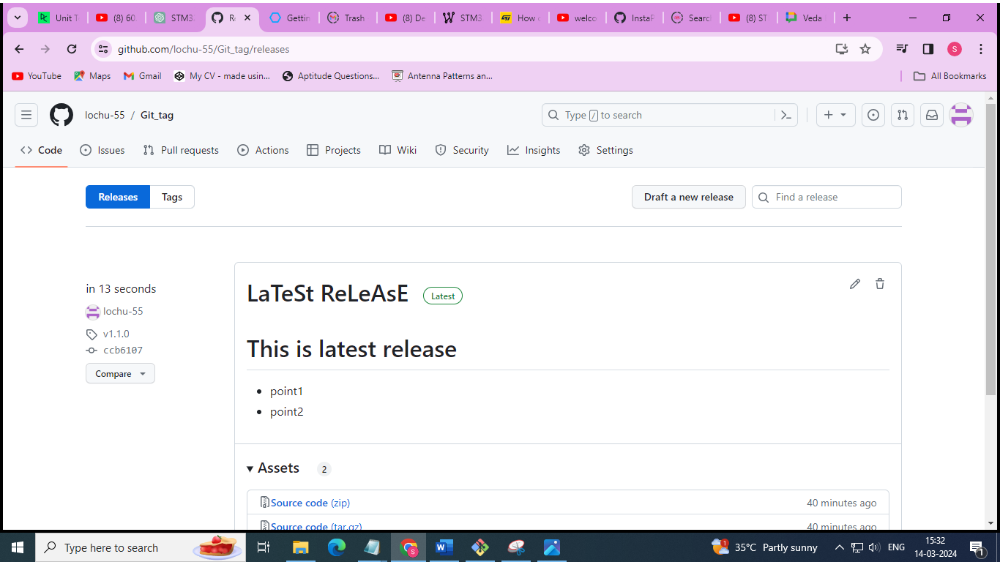 Unit Te
(8) 60
STM3
Re
Gettin
Trash
(8) De
STM3
How c
welco
InstaP
Searc
(8) ST
Veda
github.com/lochu-55/Git_tag/releases
S
YouTube Maps Gmail My CV - made usin... Aptitude Questions... Antenna Patterns an... All Bookmarks
lochu-55 / Git_tag
Type / to search
Code Issues Pull requests Actions Projects Wiki Security Insights Settings
Releases Tags Draft a new release Find a release
in 13 seconds
lochu-55
v1.1.0
ccb6107
Compare
LaTeSt ReLeAsE Latest
This is latest release
• point1
• point2
Assets 2
Source code (zip) 40 minutes ago
Source code (tar.gz) 40 minutes ago
Type here to search
35°C Partly sunny
ENG
15:32
14-03-2024
1